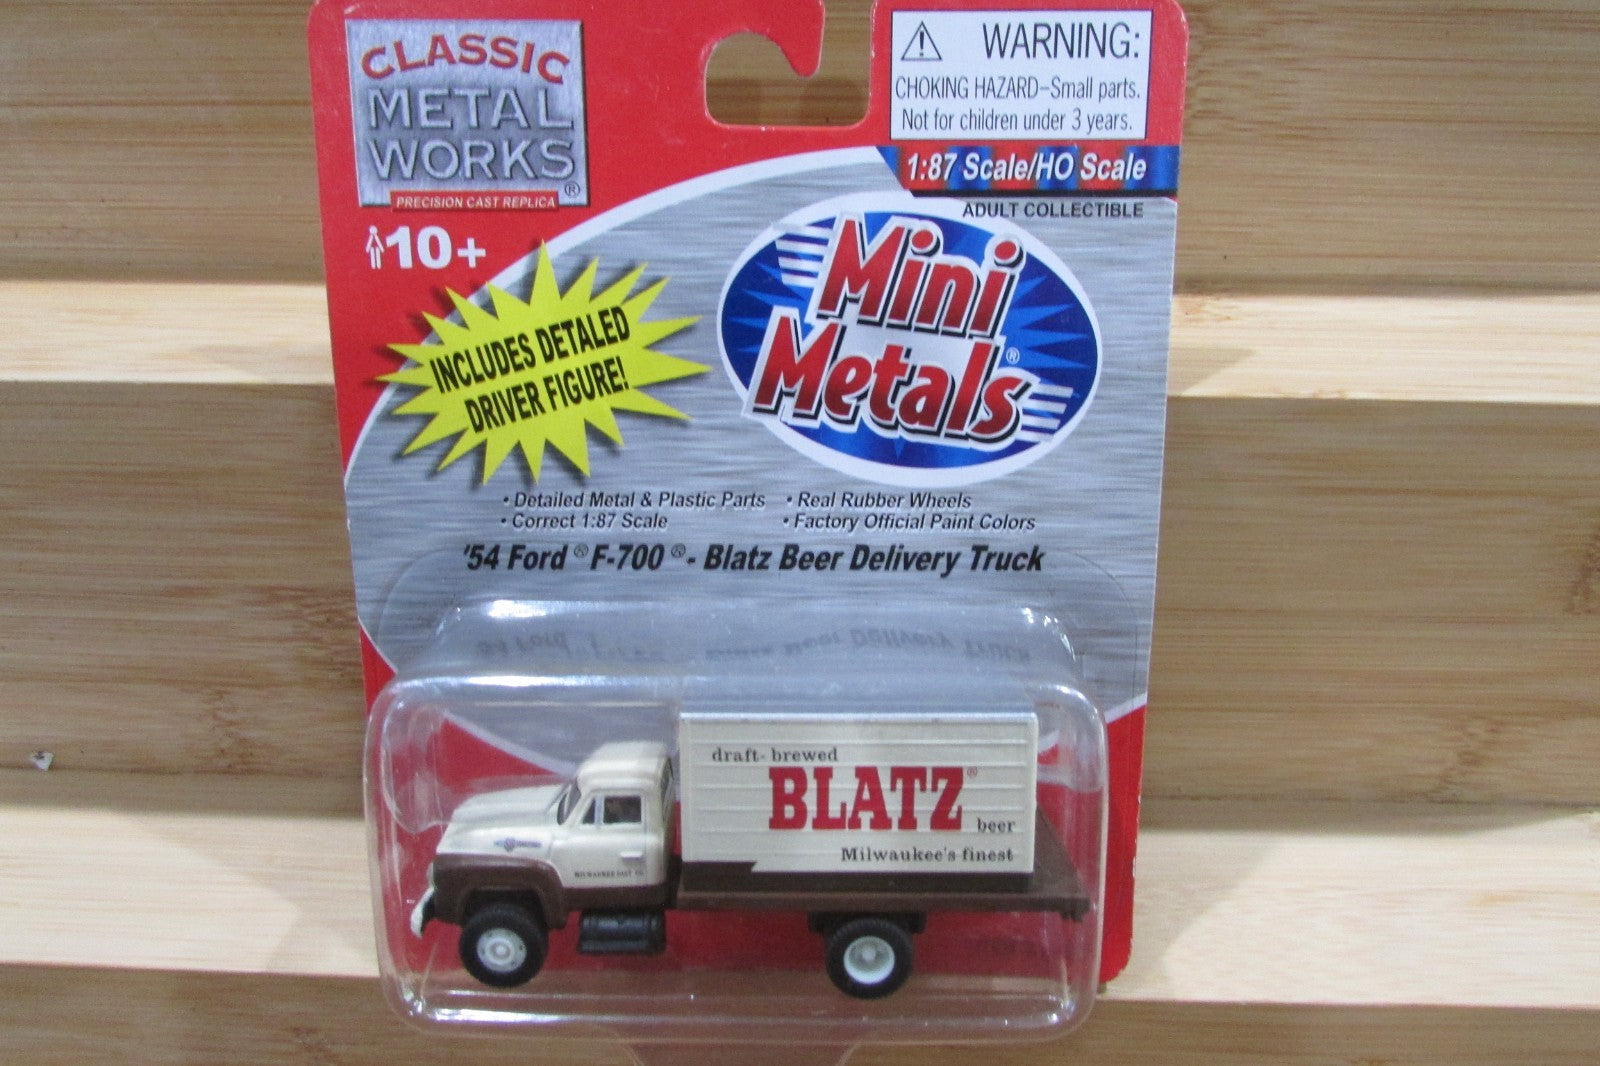 CLASSIC
METAL
WORKS®
PRECISION CAST REPLICA
10+
WARNING:
CHOKING HAZARD–Small parts.
Not for children under 3 years.
1:87 Scale/HO Scale
ADULT COLLECTIBLE
Mini
Metals®
INCLUDES DETALED
DRIVER FIGURE!
• Detailed Metal & Plastic Parts
• Correct 1:87 Scale
• Real Rubber Wheels
• Factory Official Paint Colors
'54 Ford® F-700® - Blatz Beer Delivery Truck
draft-brewed
BLATZ®
beer
Milwaukee's finest